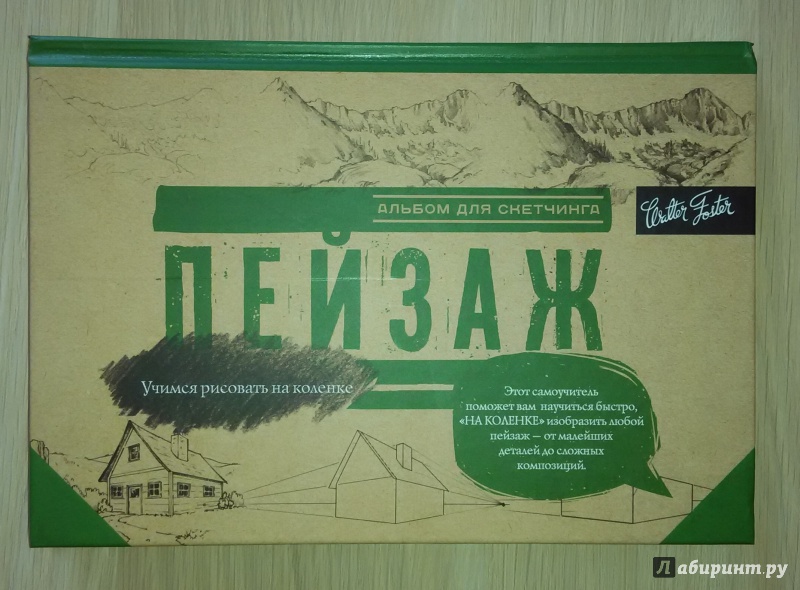 АЛЬБОМ ДЛЯ СКЕТЧИНГА
Walter Foster
ПЕЙЗАЖ
Учимся рисовать на коленке
Этот самоучитель
поможет вам научиться быстро,
«НА КОЛЕНКЕ» изобразить любой
пейзаж – от малейших
деталей до сложных
композиций.
Лабиринт.ру